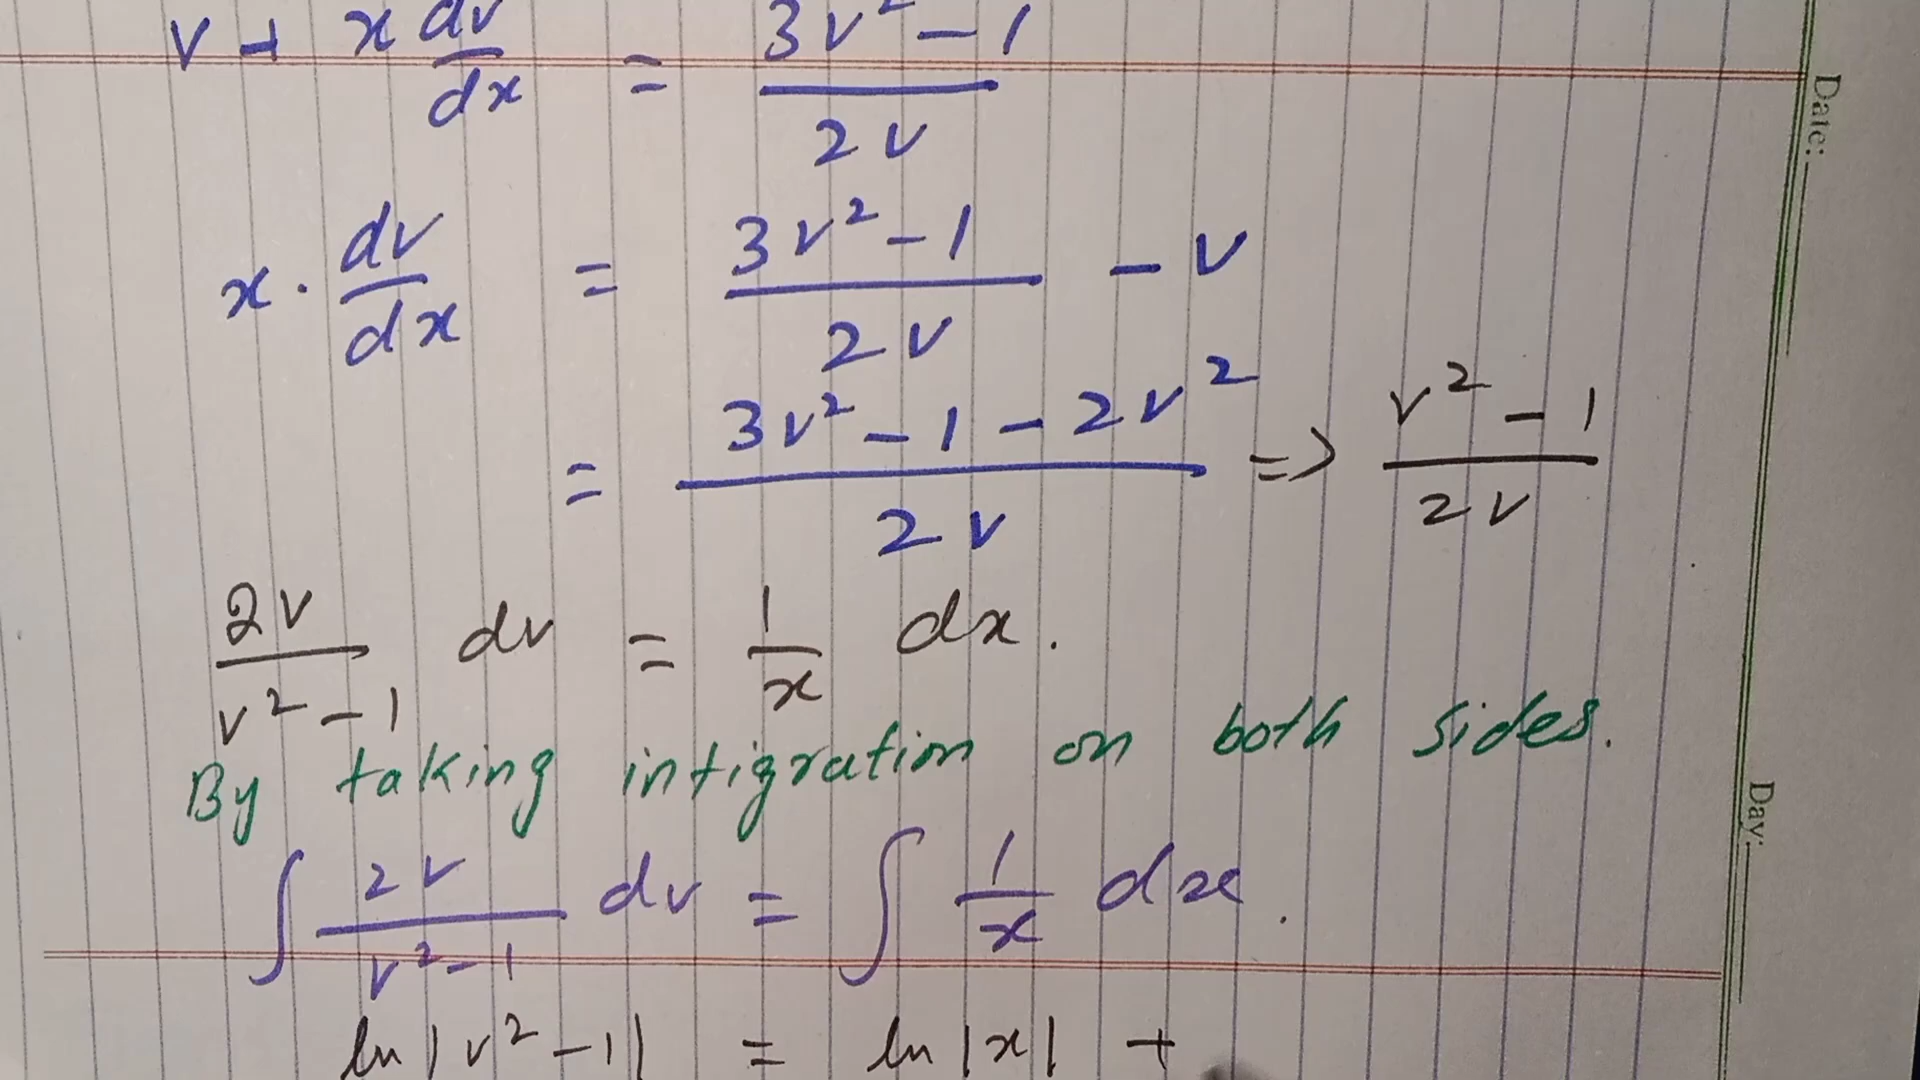 v + x dv/dx = 3v² - 1 / 2v
x · dv/dx = 3v² - 1 / 2v - v
= 3v² - 1 - 2v² / 2v => v² - 1 / 2v
2v / v² - 1 dv = 1/x dx.
By taking intigration on both sides.
∫ 2v / v² - 1 dv = ∫ 1/x dx.
ln |v² - 1| = ln |x| +
Date:
Day: